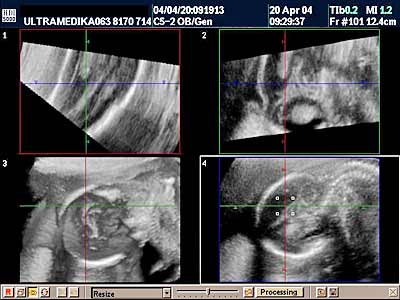 ULTRAMEDIKA063 8170 714
04/04/20:091913
C5-2 OB/Gen
20 Apr 04
09:29:37
TIb0.2 MI 1.2
Fr #101 12.4cm
1
2
3
4
R
Resize
Processing